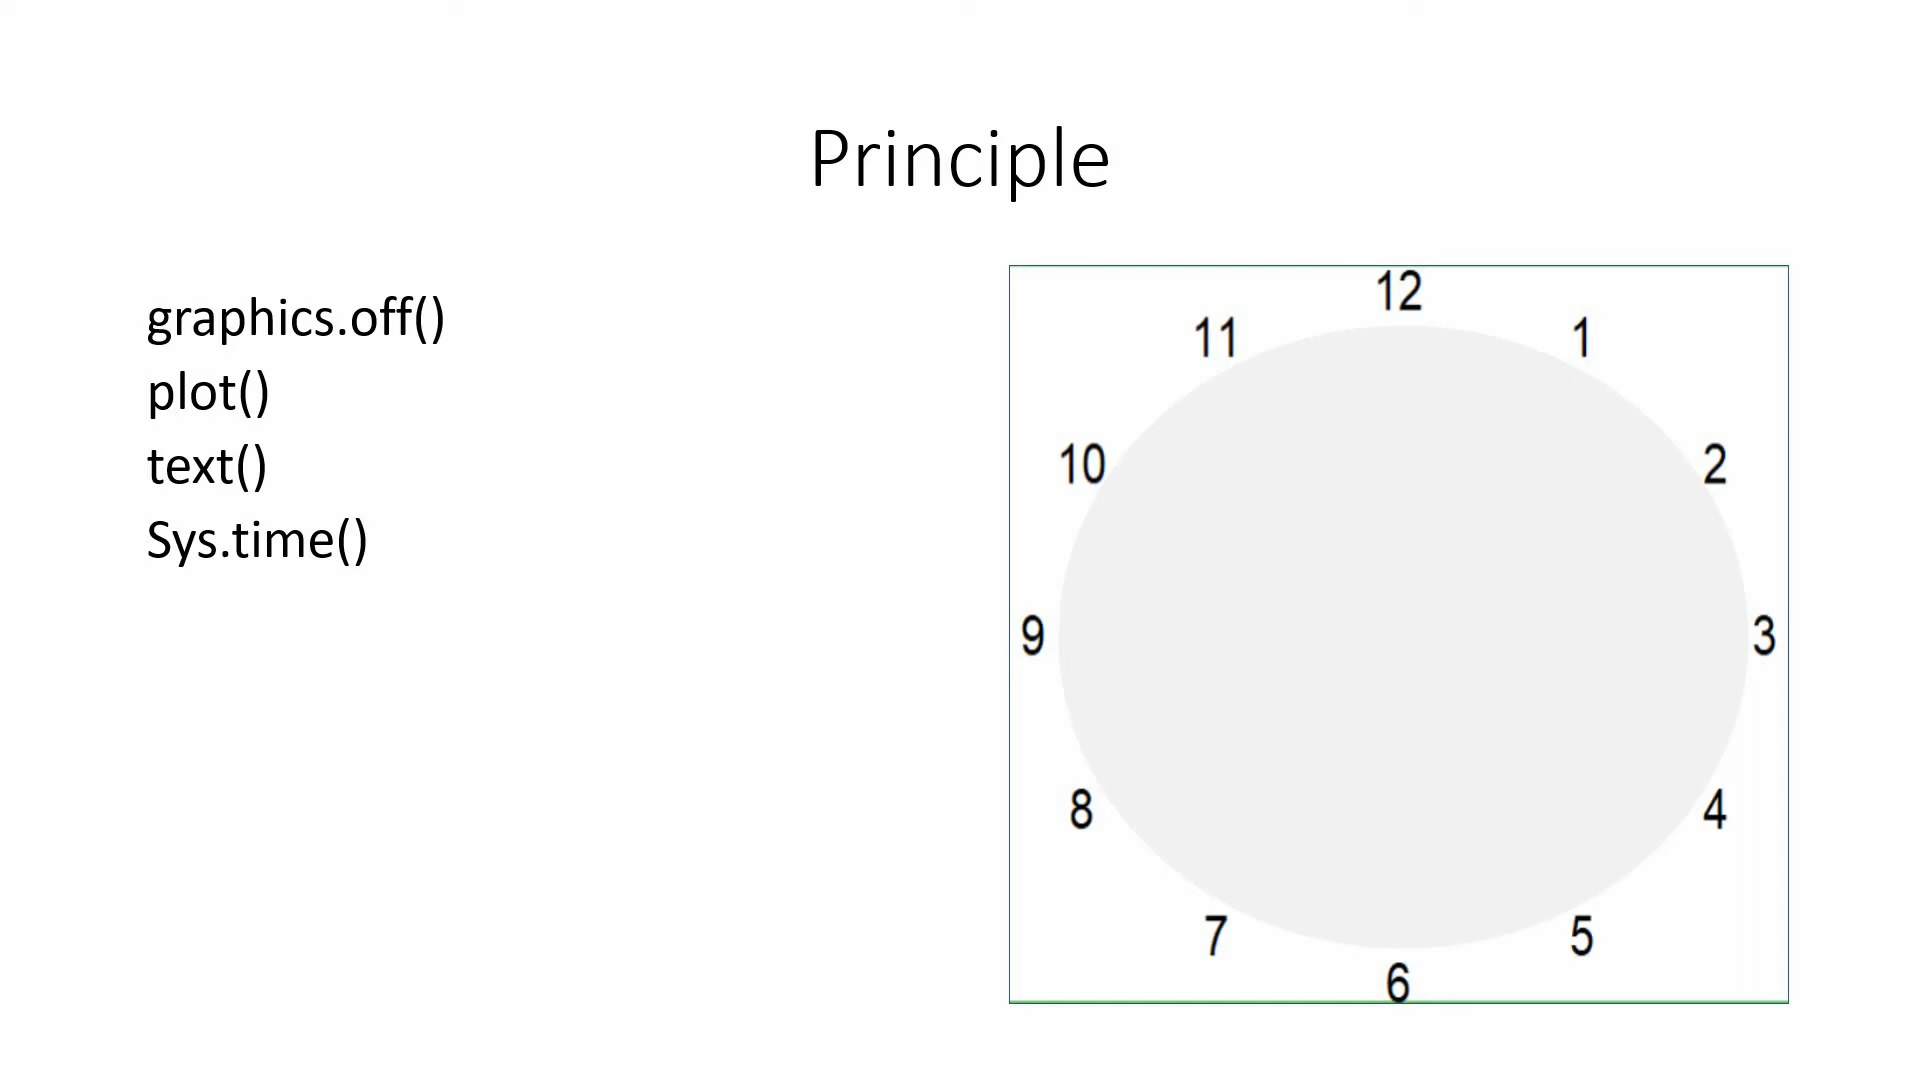 Principle
graphics.off()
plot()
text()
Sys.time()
12
11
1
10
2
9
3
8
4
7
5
6